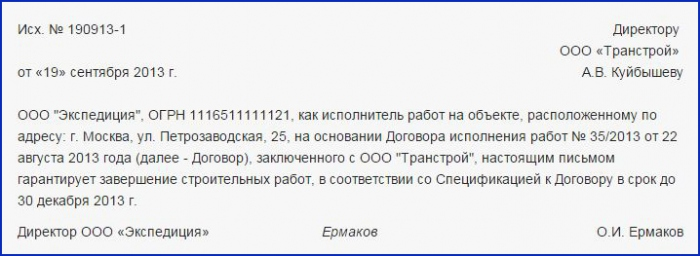 Исх. № 190913-1 Директору
ООО «Транстрой»
от «19» сентября 2013 г. А.В. Куйбышеву
ООО "Экспедиция", ОГРН 1116511111121, как исполнитель работ на объекте, расположенному по
адресу: г. Москва, ул. Петрозаводская, 25, на основании Договора исполнения работ № 35/2013 от 22
августа 2013 года (далее - Договор), заключенного с ООО "Транстрой", настоящим письмом
гарантирует завершение строительных работ, в соответствии со Спецификацией к Договору в срок до
30 декабря 2013 г.
Директор ООО «Экспедиция» Ермаков О.И. Ермаков